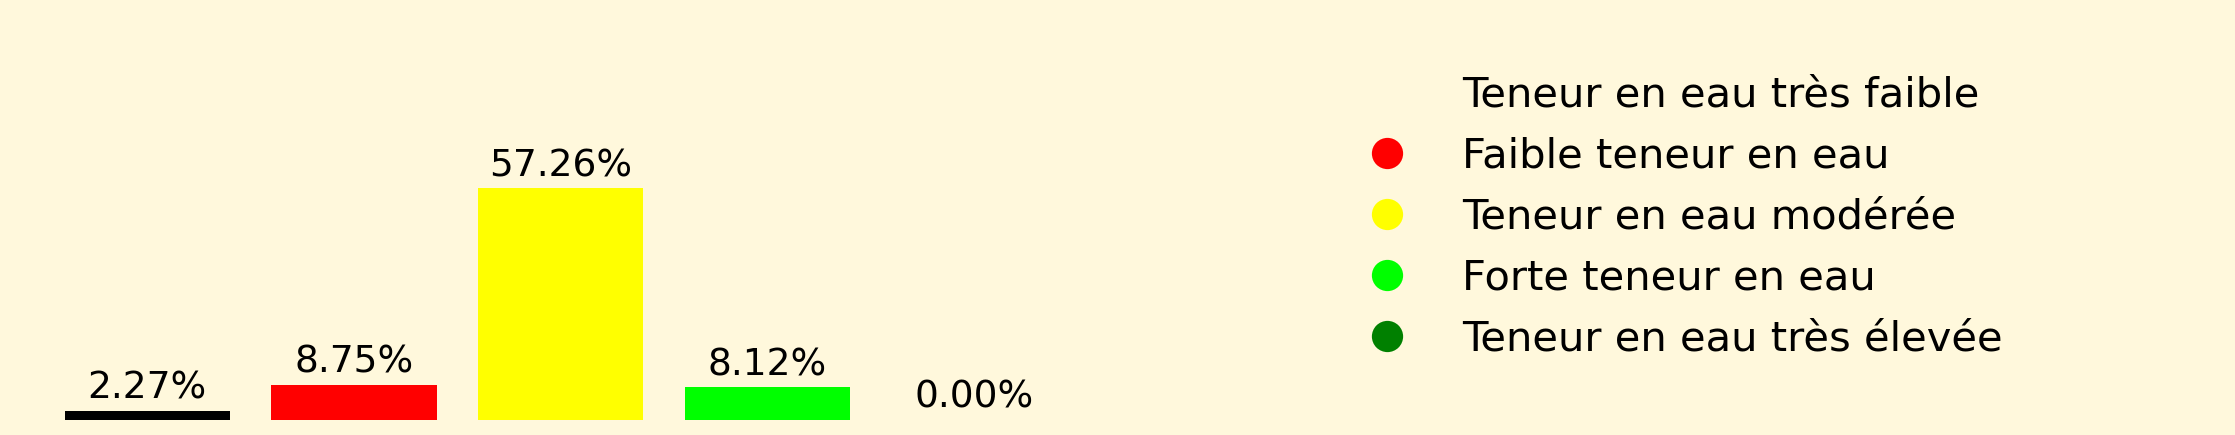 2.27%
8.75%
57.26%
8.12%
0.00%
Teneur en eau très faible
Faible teneur en eau
Teneur en eau modérée
Forte teneur en eau
Teneur en eau très élevée